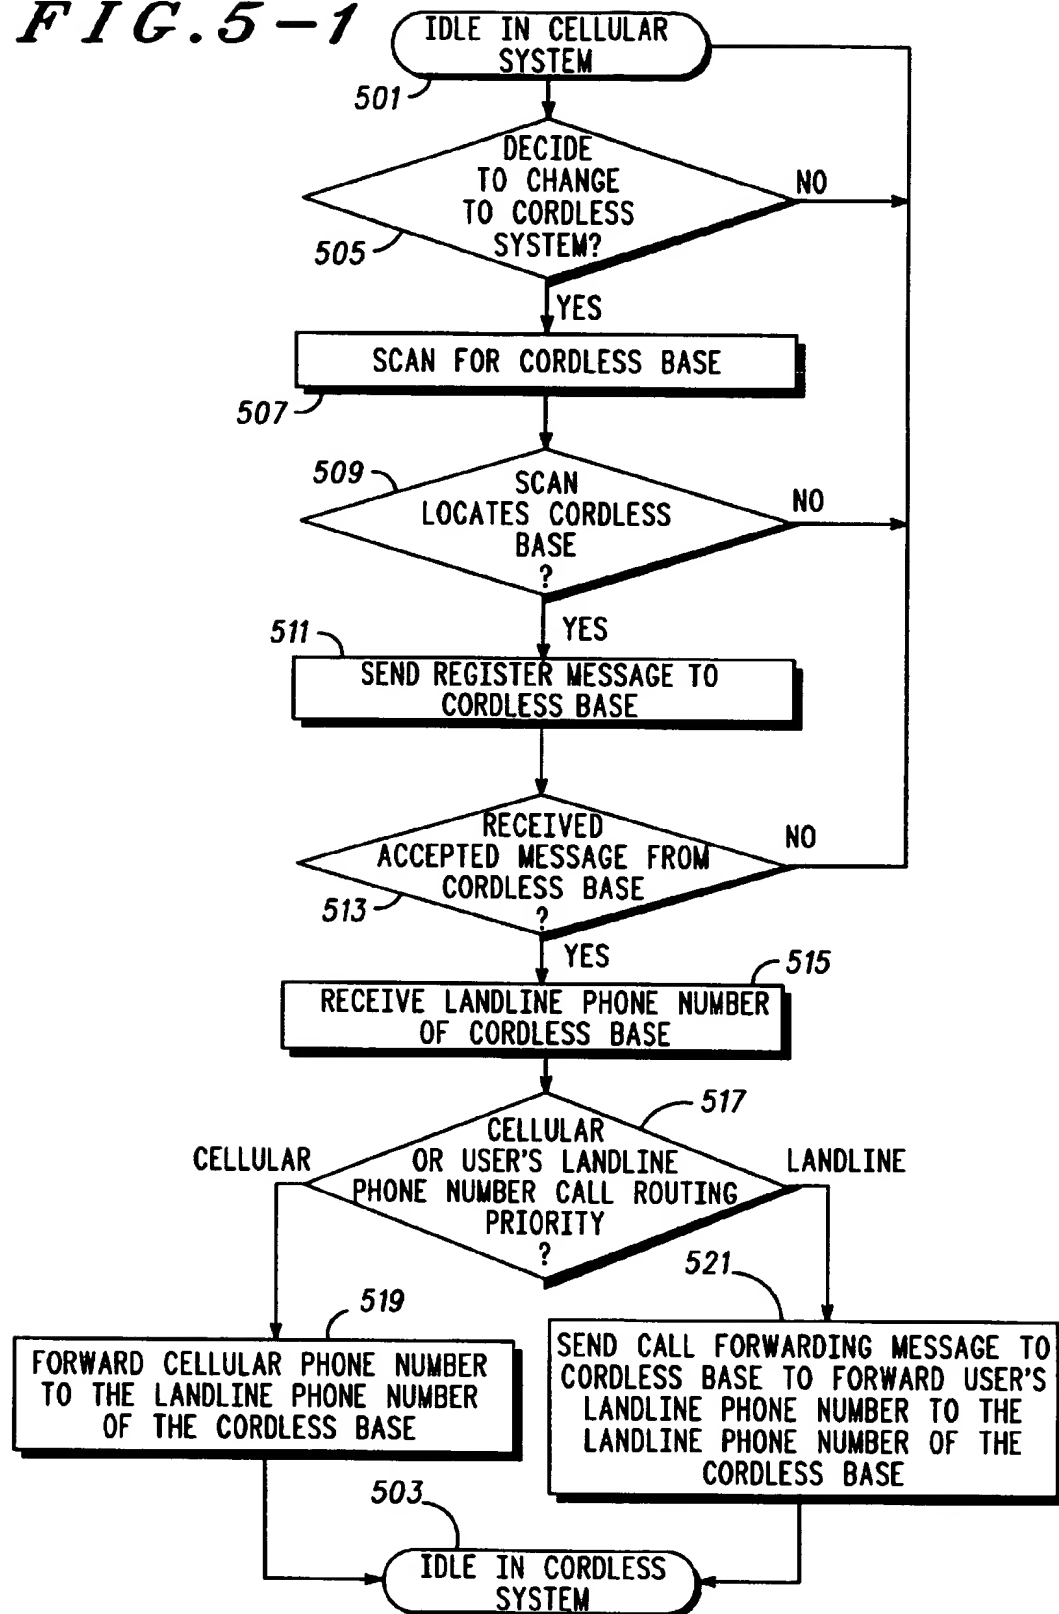 FIG.5-1
IDLE IN CELLULAR
SYSTEM
501
DECIDE
TO CHANGE
TO CORDLESS
SYSTEM?
NO
505
YES
SCAN FOR CORDLESS BASE
507
509
SCAN
LOCATES CORDLESS
BASE
?
NO
YES
511
SEND REGISTER MESSAGE TO
CORDLESS BASE
RECEIVED
ACCEPTED MESSAGE FROM
CORDLESS BASE
?
NO
513
YES
515
RECEIVE LANDLINE PHONE NUMBER
OF CORDLESS BASE
517
CELLULAR
OR USER'S LANDLINE
PHONE NUMBER CALL ROUTING
PRIORITY
?
CELLULAR
LANDLINE
519
FORWARD CELLULAR PHONE NUMBER
TO THE LANDLINE PHONE NUMBER
OF THE CORDLESS BASE
521
SEND CALL FORWARDING MESSAGE TO
CORDLESS BASE TO FORWARD USER'S
LANDLINE PHONE NUMBER TO THE
LANDLINE PHONE NUMBER OF THE
CORDLESS BASE
503
IDLE IN CORDLESS
SYSTEM